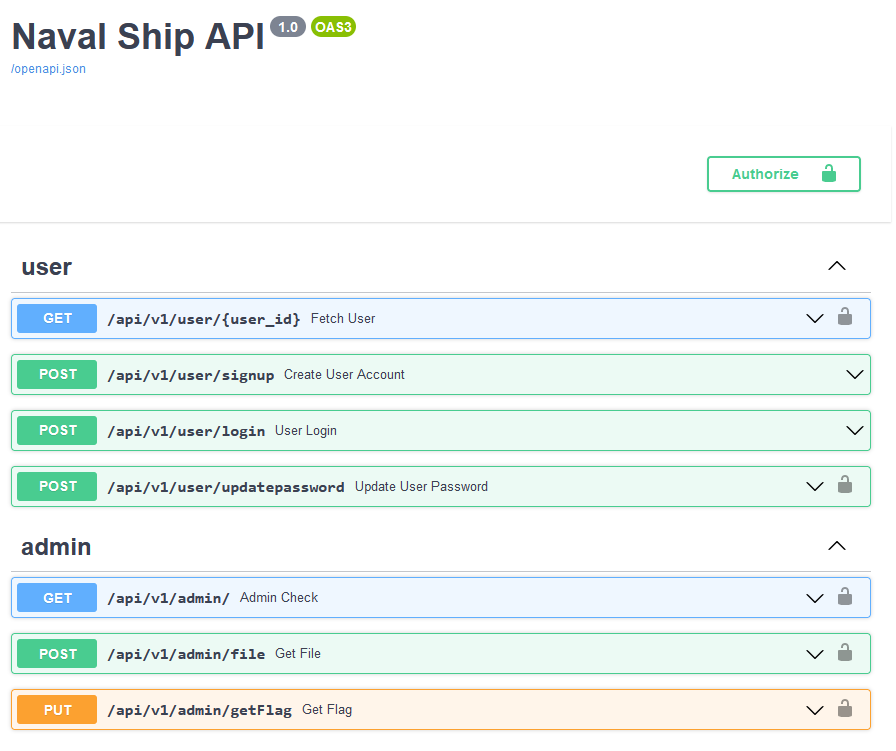 Naval Ship API 1.0 OAS3
/openapi.json
Authorize
user
GET /api/v1/user/{user_id} Fetch User
POST /api/v1/user/signup Create User Account
POST /api/v1/user/login User Login
POST /api/v1/user/updatepassword Update User Password
admin
GET /api/v1/admin/ Admin Check
POST /api/v1/admin/file Get File
PUT /api/v1/admin/getFlag Get Flag